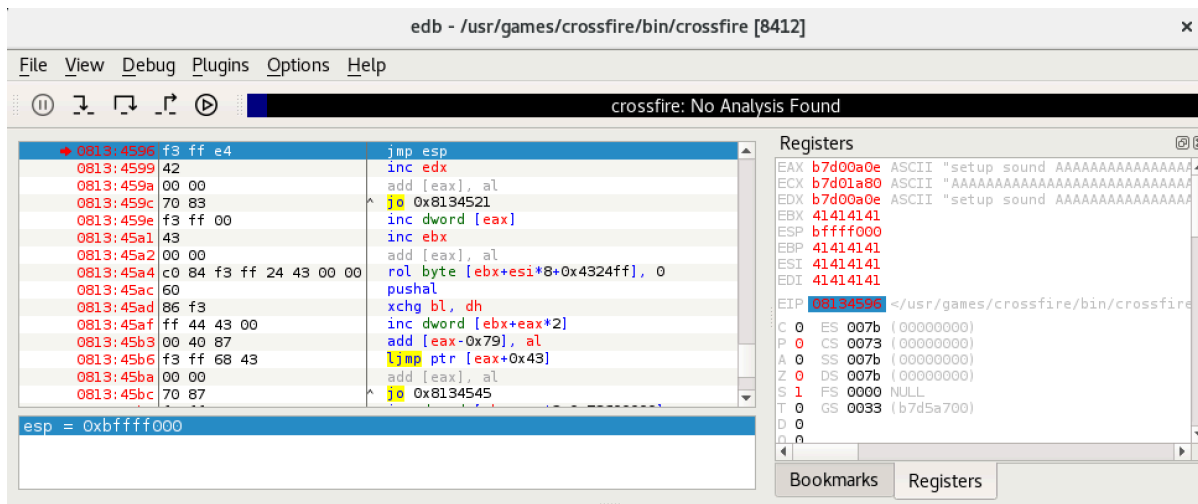 edb - /usr/games/crossfire/bin/crossfire [8412]
File View Debug Plugins Options Help
crossfire: No Analysis Found
0813:4596 f3 ff e4 jmp esp
0813:4599 42 inc edx
0813:459a 00 00 add [eax], al
0813:459c 70 83 ^ jo 0x8134521
0813:459e f3 ff 00 inc dword [eax]
0813:45a1 43 inc ebx
0813:45a2 00 00 add [eax], al
0813:45a4 c0 84 f3 ff 24 43 00 00 rol byte [ebx+esi*8+0x4324ff], 0
0813:45ac 60 pushal
0813:45ad 86 f3 xchg bl, dh
0813:45af ff 44 43 00 inc dword [ebx+eax*2]
0813:45b3 00 40 87 add [eax-0x79], al
0813:45b6 f3 ff 68 43 ljmp ptr [eax+0x43]
0813:45ba 00 00 add [eax], al
0813:45bc 70 87 ^ jo 0x8134545
esp = 0xbffff000
Registers
EAX b7d00a0e ASCII "setup sound AAAAAAAAAAAAAAAA
ECX b7d01a80 ASCII "AAAAAAAAAAAAAAAAAAAAAAAAAAAA
EDX b7d00a0e ASCII "setup sound AAAAAAAAAAAAAAAA
EBX 41414141
ESP bffff000
EBP 41414141
ESI 41414141
EDI 41414141
EIP 08134596 </usr/games/crossfire/bin/crossfire
C 0 ES 007b (00000000)
P 0 CS 0073 (00000000)
A 0 SS 007b (00000000)
Z 0 DS 007b (00000000)
S 1 FS 0000 NULL
T 0 GS 0033 (b7d5a700)
D 0
O 0
Bookmarks Registers